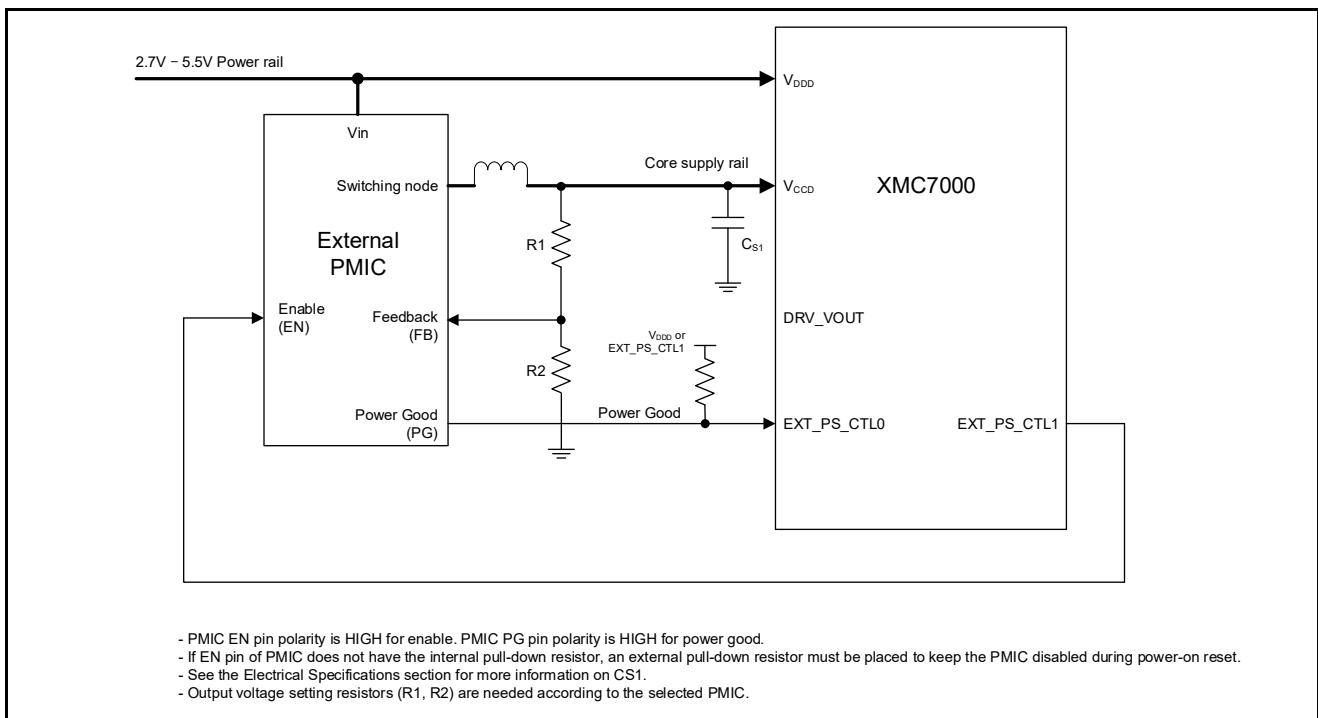 2.7V – 5.5V Power rail
VDDD
Vin
Core supply rail
Switching node
VCCD
XMC7000
External
PMIC
R1
CS1
Enable
(EN)
Feedback
(FB)
DRV_VOUT
VDDD or
EXT_PS_CTL1
R2
Power Good
(PG)
Power Good
EXT_PS_CTL0
EXT_PS_CTL1
- PMIC EN pin polarity is HIGH for enable. PMIC PG pin polarity is HIGH for power good.
- If EN pin of PMIC does not have the internal pull-down resistor, an external pull-down resistor must be placed to keep the PMIC disabled during power-on reset.
- See the Electrical Specifications section for more information on CS1.
- Output voltage setting resistors (R1, R2) are needed according to the selected PMIC.